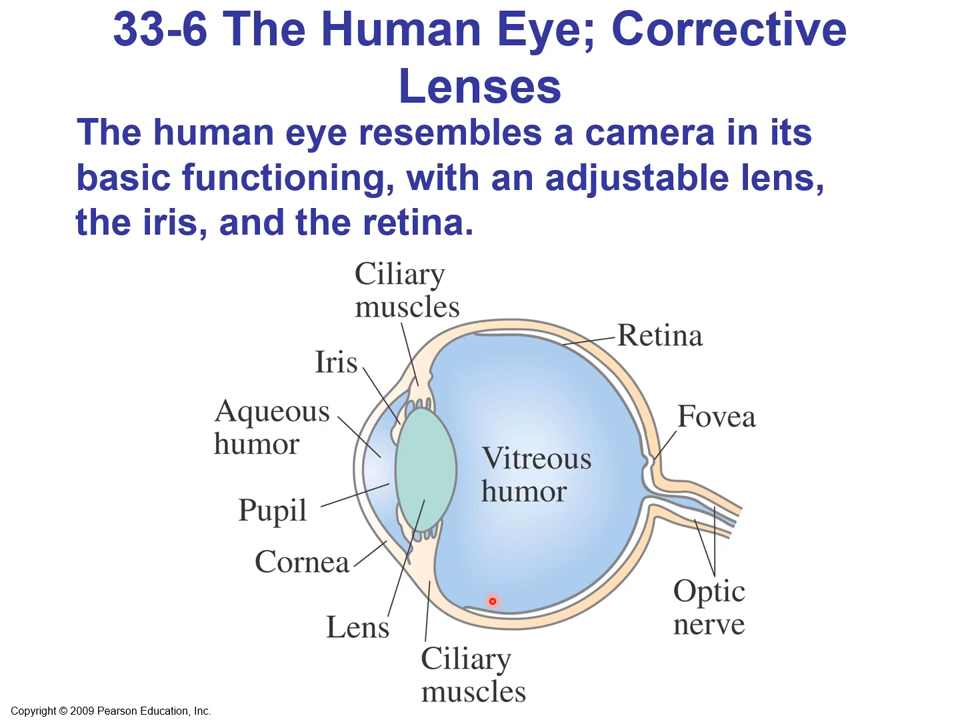 33-6 The Human Eye; Corrective
Lenses
The human eye resembles a camera in its
basic functioning, with an adjustable lens,
the iris, and the retina.
Ciliary
muscles
Retina
Iris
Aqueous
humor
Fovea
Vitreous
humor
Pupil
Cornea
Optic
nerve
Lens
Ciliary
muscles
Copyright © 2009 Pearson Education, Inc.